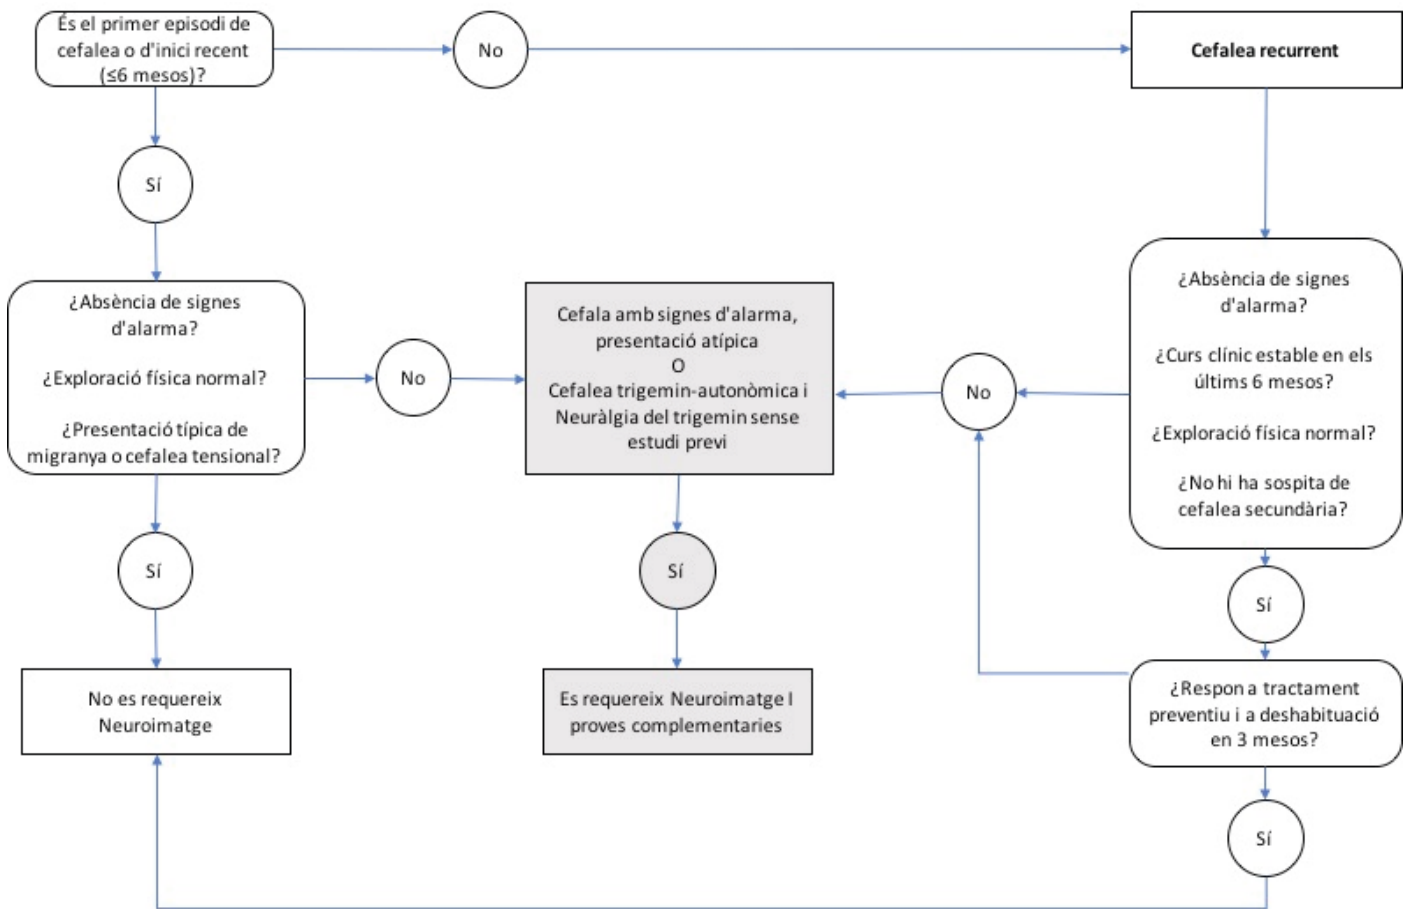 És el primer episodi de
cefalea o d'inici recent
(≤6 mesos)?
No
Cefalea recurrent
Sí
¿Absència de signes
d'alarma?
¿Exploració física normal?
¿Presentació típica de
migranya o cefalea tensional?
No
Cefala amb signes d'alarma,
presentació atípica
O
Cefalea trigemin-autonòmica i
Neuràlgia del trigemin sense
estudi previ
No
¿Absència de signes
d'alarma?
¿Curs clínic estable en els
últims 6 mesos?
¿Exploració física normal?
¿No hi ha sospita de
cefalea secundària?
Sí
Sí
Sí
No es requereix
Neuroimatge
Es requereix Neuroimatge I
proves complementaries
¿Respon a tractament
preventiu i a deshabituació
en 3 mesos?
Sí